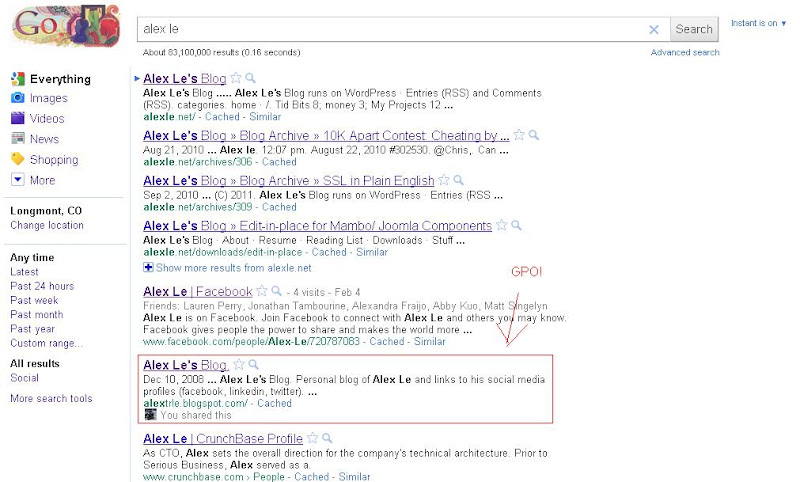 alex le
Search
Instant is on ▼
About 83,100,000 results (0.16 seconds)
Advanced search
Everything
Images
Videos
News
Shopping
More
Longmont, CO
Change location
Any time
Latest
Past 24 hours
Past week
Past month
Past year
Custom range...
All results
Social
More search tools
Alex Le's Blog
Alex Le's Blog ..... Alex Le's Blog runs on WordPress · Entries (RSS) and Comments
(RSS). categories. home · /. Tid Bits 8; money 3; My Projects 12 ...
alexle.net/ - Cached - Similar
Alex Le's Blog » Blog Archive » 10K Apart Contest: Cheating by ...
Aug 21, 2010 ... Alex le. 12:07 pm. August 22, 2010 #302530. @Chris,. Can ...
alexle.net/archives/306 - Cached
Alex Le's Blog » Blog Archive » SSL in Plain English
Sep 2, 2010 ... (C) 2011. Alex Le's Blog runs on WordPress · Entries (RSS ...
alexle.net/archives/309 - Cached
Alex Le's Blog » Edit-in-place for Mambo/ Joomla Components
Alex Le's Blog · About · Resume · Reading List · Downloads · Stuff ...
alexle.net/downloads/edit-in-place - Cached - Similar
Show more results from alexle.net
GPO!
Alex Le | Facebook - 4 visits - Feb 4
Friends: Lauren Perry, Jonathan Tambourine, Alexandra Fraijo, Abby Kuo, Matt Singelyn
Alex Le is on Facebook. Join Facebook to connect with Alex Le and others you may know.
Facebook gives people the power to share and makes the world more ...
www.facebook.com/people/Alex-Le/720787083 - Cached - Similar
Alex Le's Blog
Dec 10, 2008 ... Alex Le's Blog. Personal blog of Alex Le and links to his social media
profiles (facebook, linkedin, twitter). ...
alextrle.blogspot.com/ - Cached
You shared this
Alex Le | CrunchBase Profile
As CTO, Alex sets the overall direction for the company's technical architecture. Prior to
Serious Business, Alex served as a.
www.crunchbase.com › People - Cached - Similar